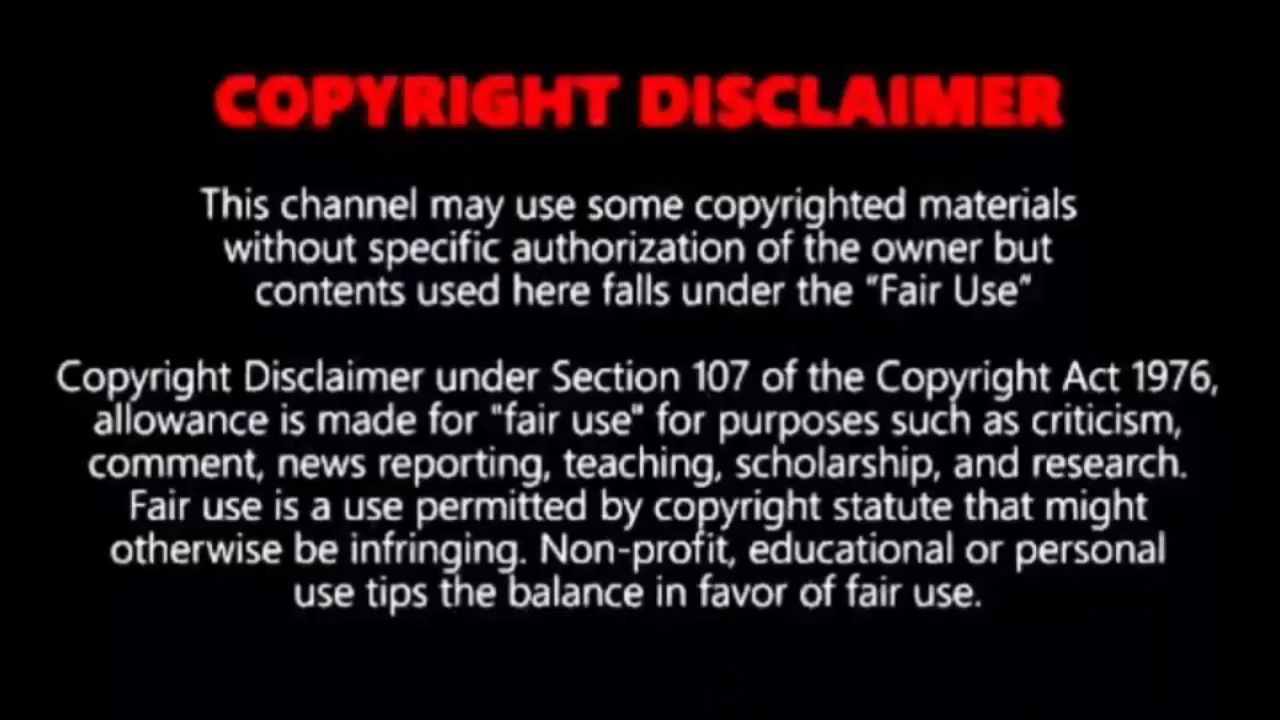 COPYRIGHT DISCLAIMER
This channel may use some copyrighted materials
without specific authorization of the owner but
contents used here falls under the “Fair Use”
Copyright Disclaimer under Section 107 of the Copyright Act 1976,
allowance is made for "fair use" for purposes such as criticism,
comment, news reporting, teaching, scholarship, and research.
Fair use is a use permitted by copyright statute that might
otherwise be infringing. Non-profit, educational or personal
use tips the balance in favor of fair use.